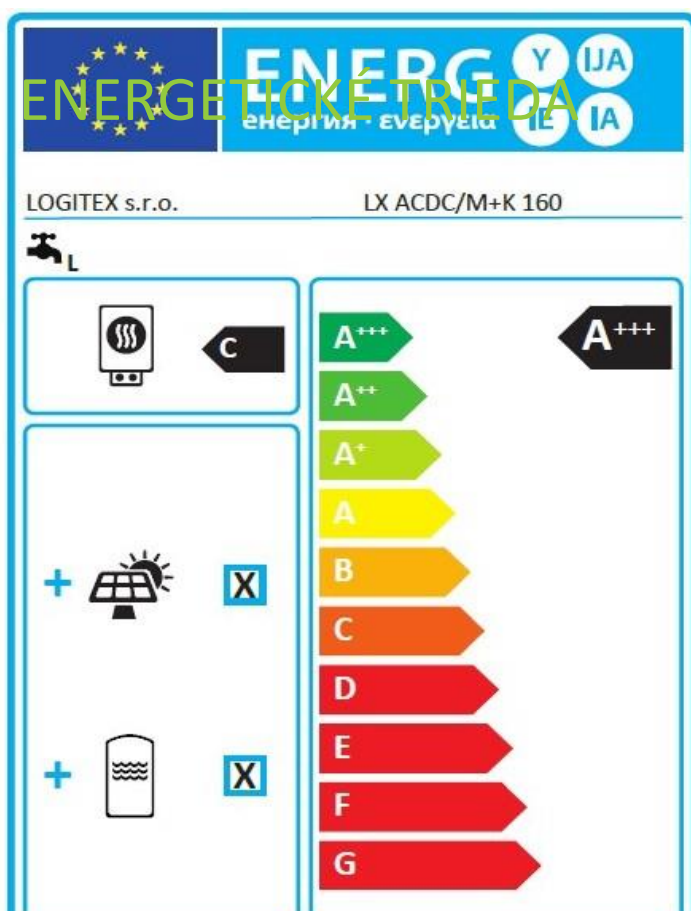 ENERG
Y IJA
IE IA
енергия · ενεργεια
ENERGETICKÉ TRIEDA
LOGITEX s.r.o. LX ACDC/M+K 160
L
C
A+++ A+++
A++
A+
A
B
C
D
E
F
G
+ X
+ X